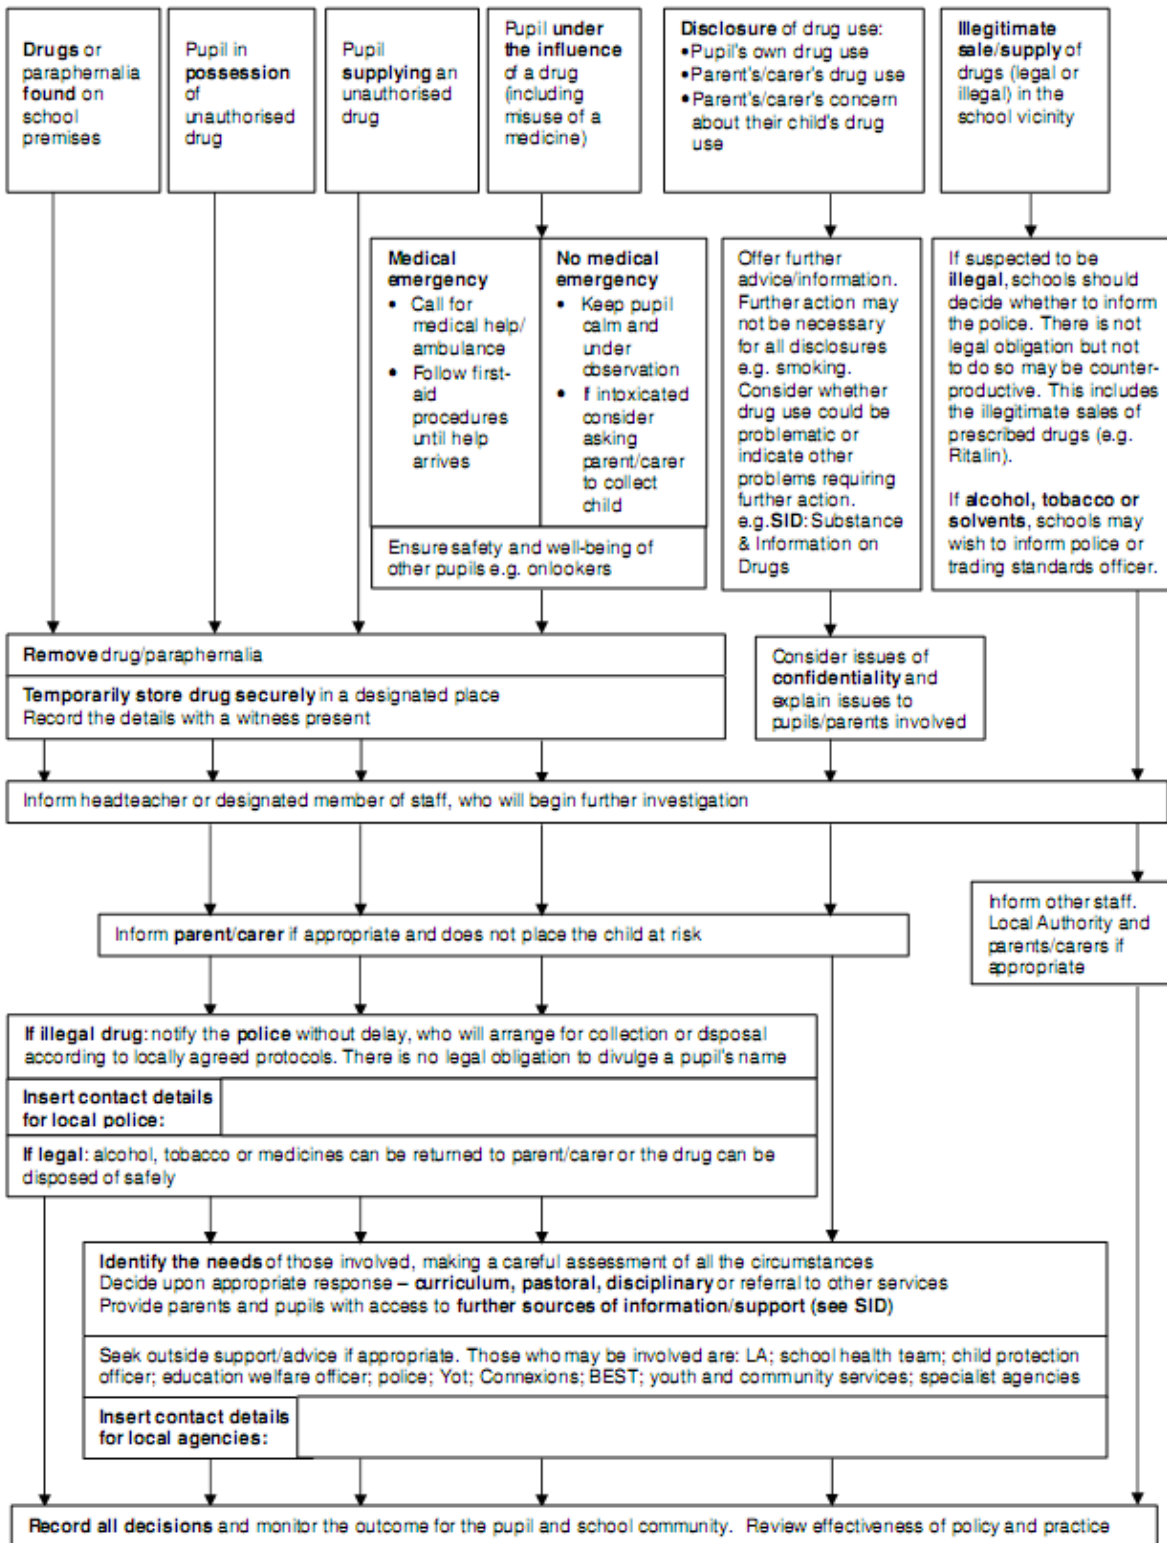 Drugs or
paraphernalia
found on
school
premises
Pupil in
possession
of
unauthorised
drug
Pupil
supplying an
unauthorised
drug
Pupil under
the influence
of a drug
(including
misuse of a
medicine)
Disclosure of drug use:
•Pupil's own drug use
•Parent's/carer's drug use
•Parent's/carer's concern
about their child's drug
use
Illegitimate
sale/supply of
drugs (legal or
illegal) in the
school vicinity
Medical
emergency
• Call for
medical help/
ambulance
• Follow first-
aid
procedures
until help
arrives
No medical
emergency
• Keep pupil
calm and
under
observation
• If intoxicated
consider
asking
parent/carer
to collect
child
Ensure safety and well-being of
other pupils e.g. onlookers
Offer further
advice/information.
Further action may
not be necessary
for all disclosures
e.g. smoking.
Consider whether
drug use could be
problematic or
indicate other
problems requiring
further action.
e.g.SID: Substance
& Information on
Drugs
If suspected to be
illegal, schools should
decide whether to inform
the police. There is not
legal obligation but not
to do so may be counter-
productive. This includes
the illegitimate sales of
prescribed drugs (e.g.
Ritalin).
If alcohol, tobacco or
solvents, schools may
wish to inform police or
trading standards officer.
Remove drug/paraphernalia
Temporarily store drug securely in a designated place
Record the details with a witness present
Consider issues of
confidentiality and
explain issues to
pupils/parents involved
Inform headteacher or designated member of staff, who will begin further investigation
Inform parent/carer if appropriate and does not place the child at risk
Inform other staff.
Local Authority and
parents/carers if
appropriate
If illegal drug: notify the police without delay, who will arrange for collection or dsposal
according to locally agreed protocols. There is no legal obligation to divulge a pupil's name
Insert contact details
for local police:
If legal: alcohol, tobacco or medicines can be returned to parent/carer or the drug can be
disposed of safely
Identify the needs of those involved, making a careful assessment of all the circumstances
Decide upon appropriate response – curriculum, pastoral, disciplinary or referral to other services
Provide parents and pupils with access to further sources of information/support (see SID)
Seek outside support/advice if appropriate. Those who may be involved are: LA; school health team; child protection
officer; education welfare officer; police; Yot; Connexions; BEST; youth and community services; specialist agencies
Insert contact details
for local agencies:
Record all decisions and monitor the outcome for the pupil and school community. Review effectiveness of policy and practice